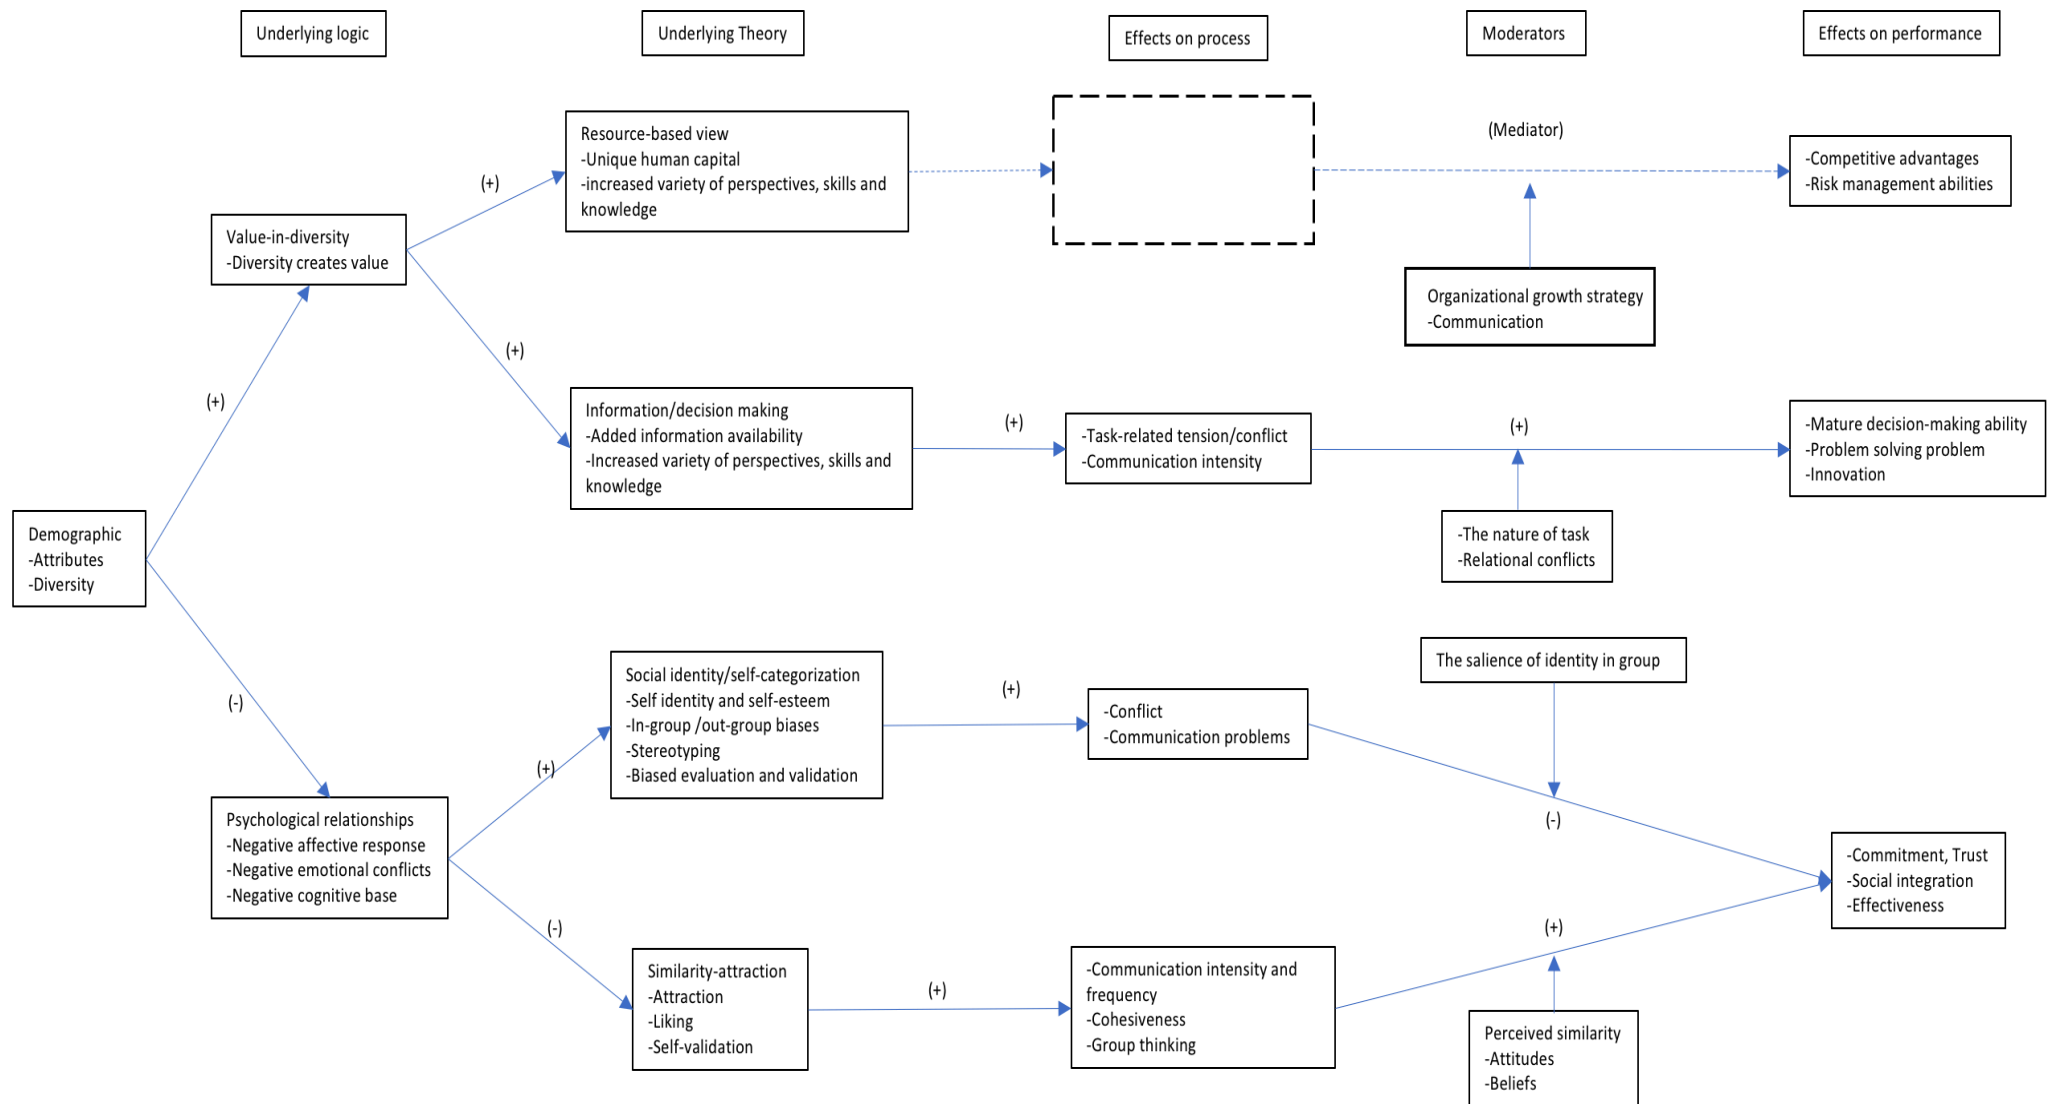 Underlying logic
Underlying Theory
Effects on process
Moderators
Effects on performance
Resource-based view
-Unique human capital
-increased variety of perspectives, skills and
knowledge
(Mediator)
-Competitive advantages
-Risk management abilities
(+)
Value-in-diversity
-Diversity creates value
Organizational growth strategy
-Communication
(+)
(+)
Information/decision making
-Added information availability
-Increased variety of perspectives, skills and
knowledge
(+)
-Task-related tension/conflict
-Communication intensity
(+)
-Mature decision-making ability
-Problem solving problem
-Innovation
Demographic
-Attributes
-Diversity
-The nature of task
-Relational conflicts
(-)
Social identity/self-categorization
-Self identity and self-esteem
-In-group /out-group biases
-Stereotyping
-Biased evaluation and validation
(+)
-Conflict
-Communication problems
The salience of identity in group
(+)
(-)
Psychological relationships
-Negative affective response
-Negative emotional conflicts
-Negative cognitive base
-Commitment, Trust
-Social integration
-Effectiveness
(-)
Similarity-attraction
-Attraction
-Liking
-Self-validation
(+)
-Communication intensity and
frequency
-Cohesiveness
-Group thinking
(+)
Perceived similarity
-Attitudes
-Beliefs